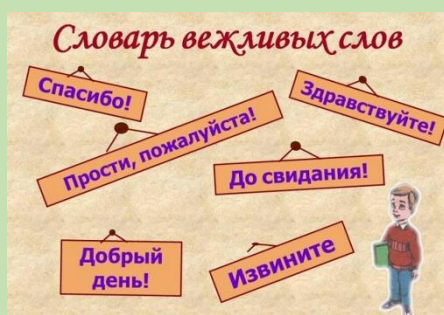 Словарь вежливых слов
Спасибо!
Здравствуйте!
Прости, пожалуйста!
До свидания!
Добрый
день!
Извините